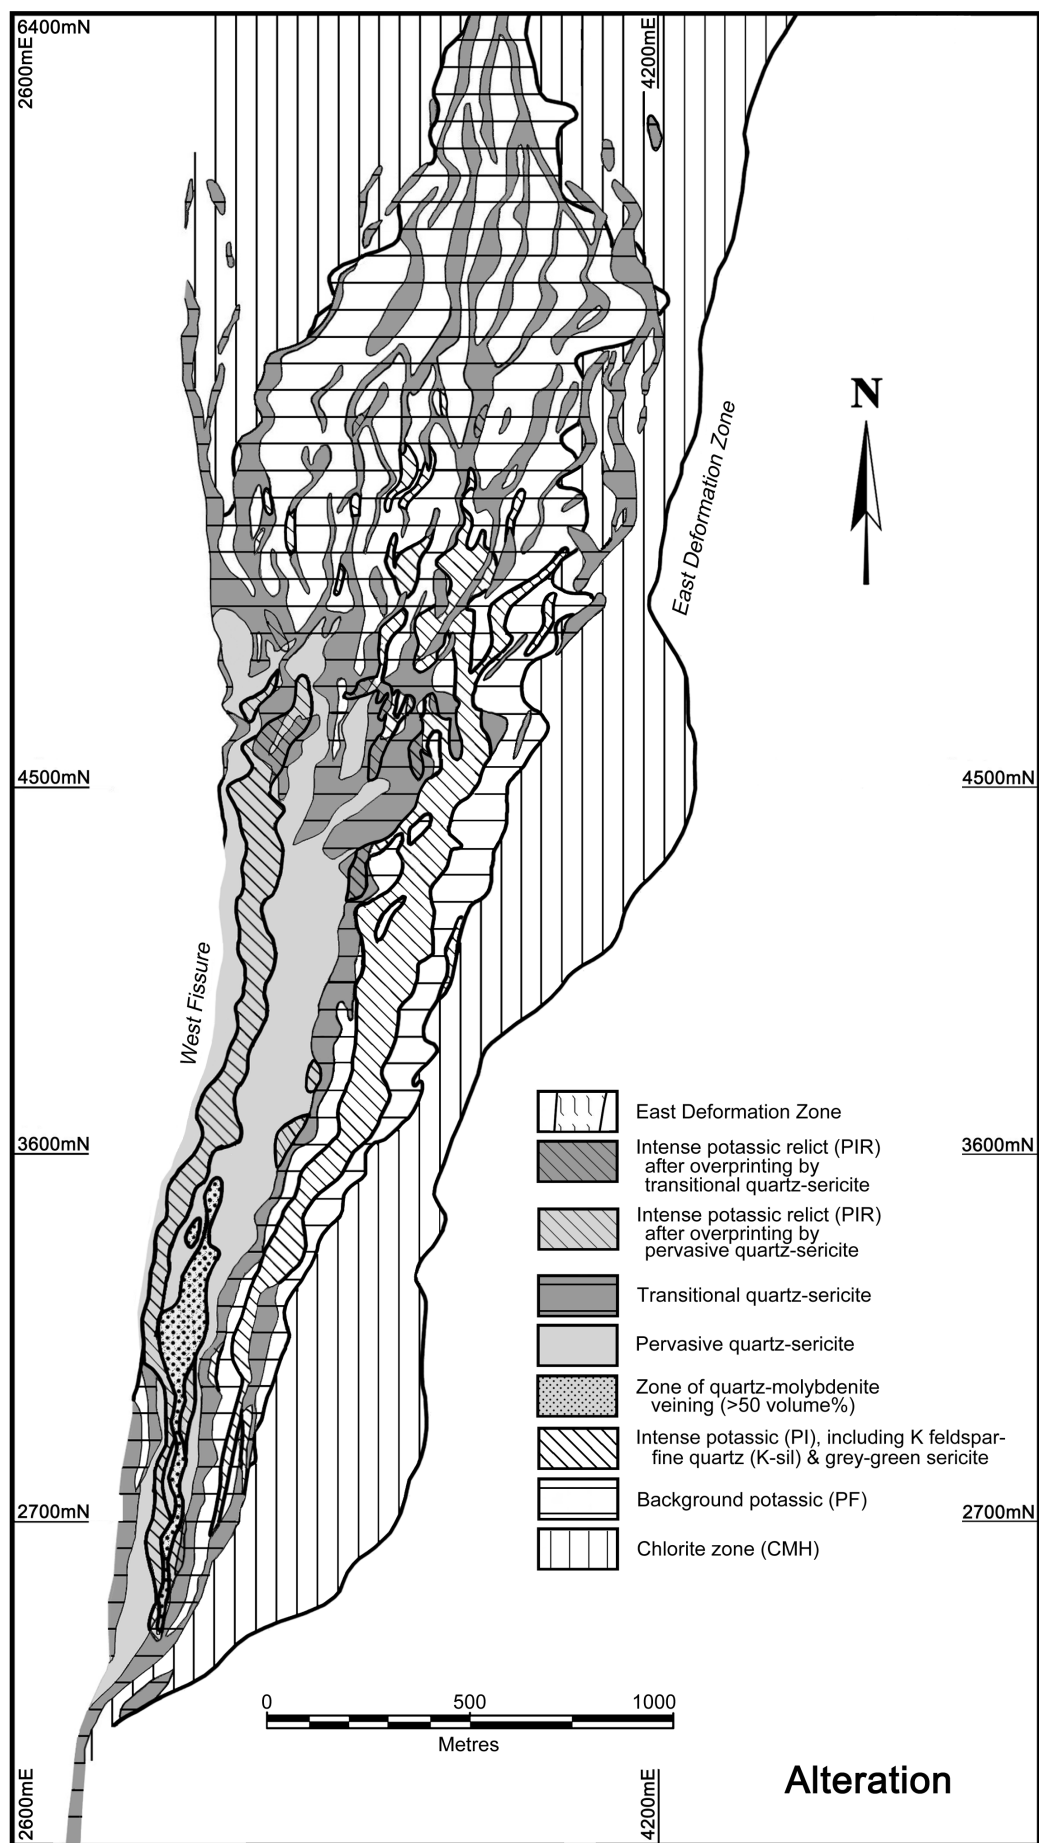 6400mN
2600mE
4200mE
N
East Deformation Zone
4500mN
4500mN
West Fissure
East Deformation Zone
3600mN
3600mN
Intense potassic relict (PIR)
after overprinting by
transitional quartz-sericite
Intense potassic relict (PIR)
after overprinting by
pervasive quartz-sericite
Transitional quartz-sericite
Pervasive quartz-sericite
Zone of quartz-molybdenite
veining (>50 volume%)
Intense potassic (PI), including K feldspar-
fine quartz (K-sil) & grey-green sericite
2700mN
2700mN
Background potassic (PF)
Chlorite zone (CMH)
0 500 1000
Metres
2600mE
4200mE
Alteration